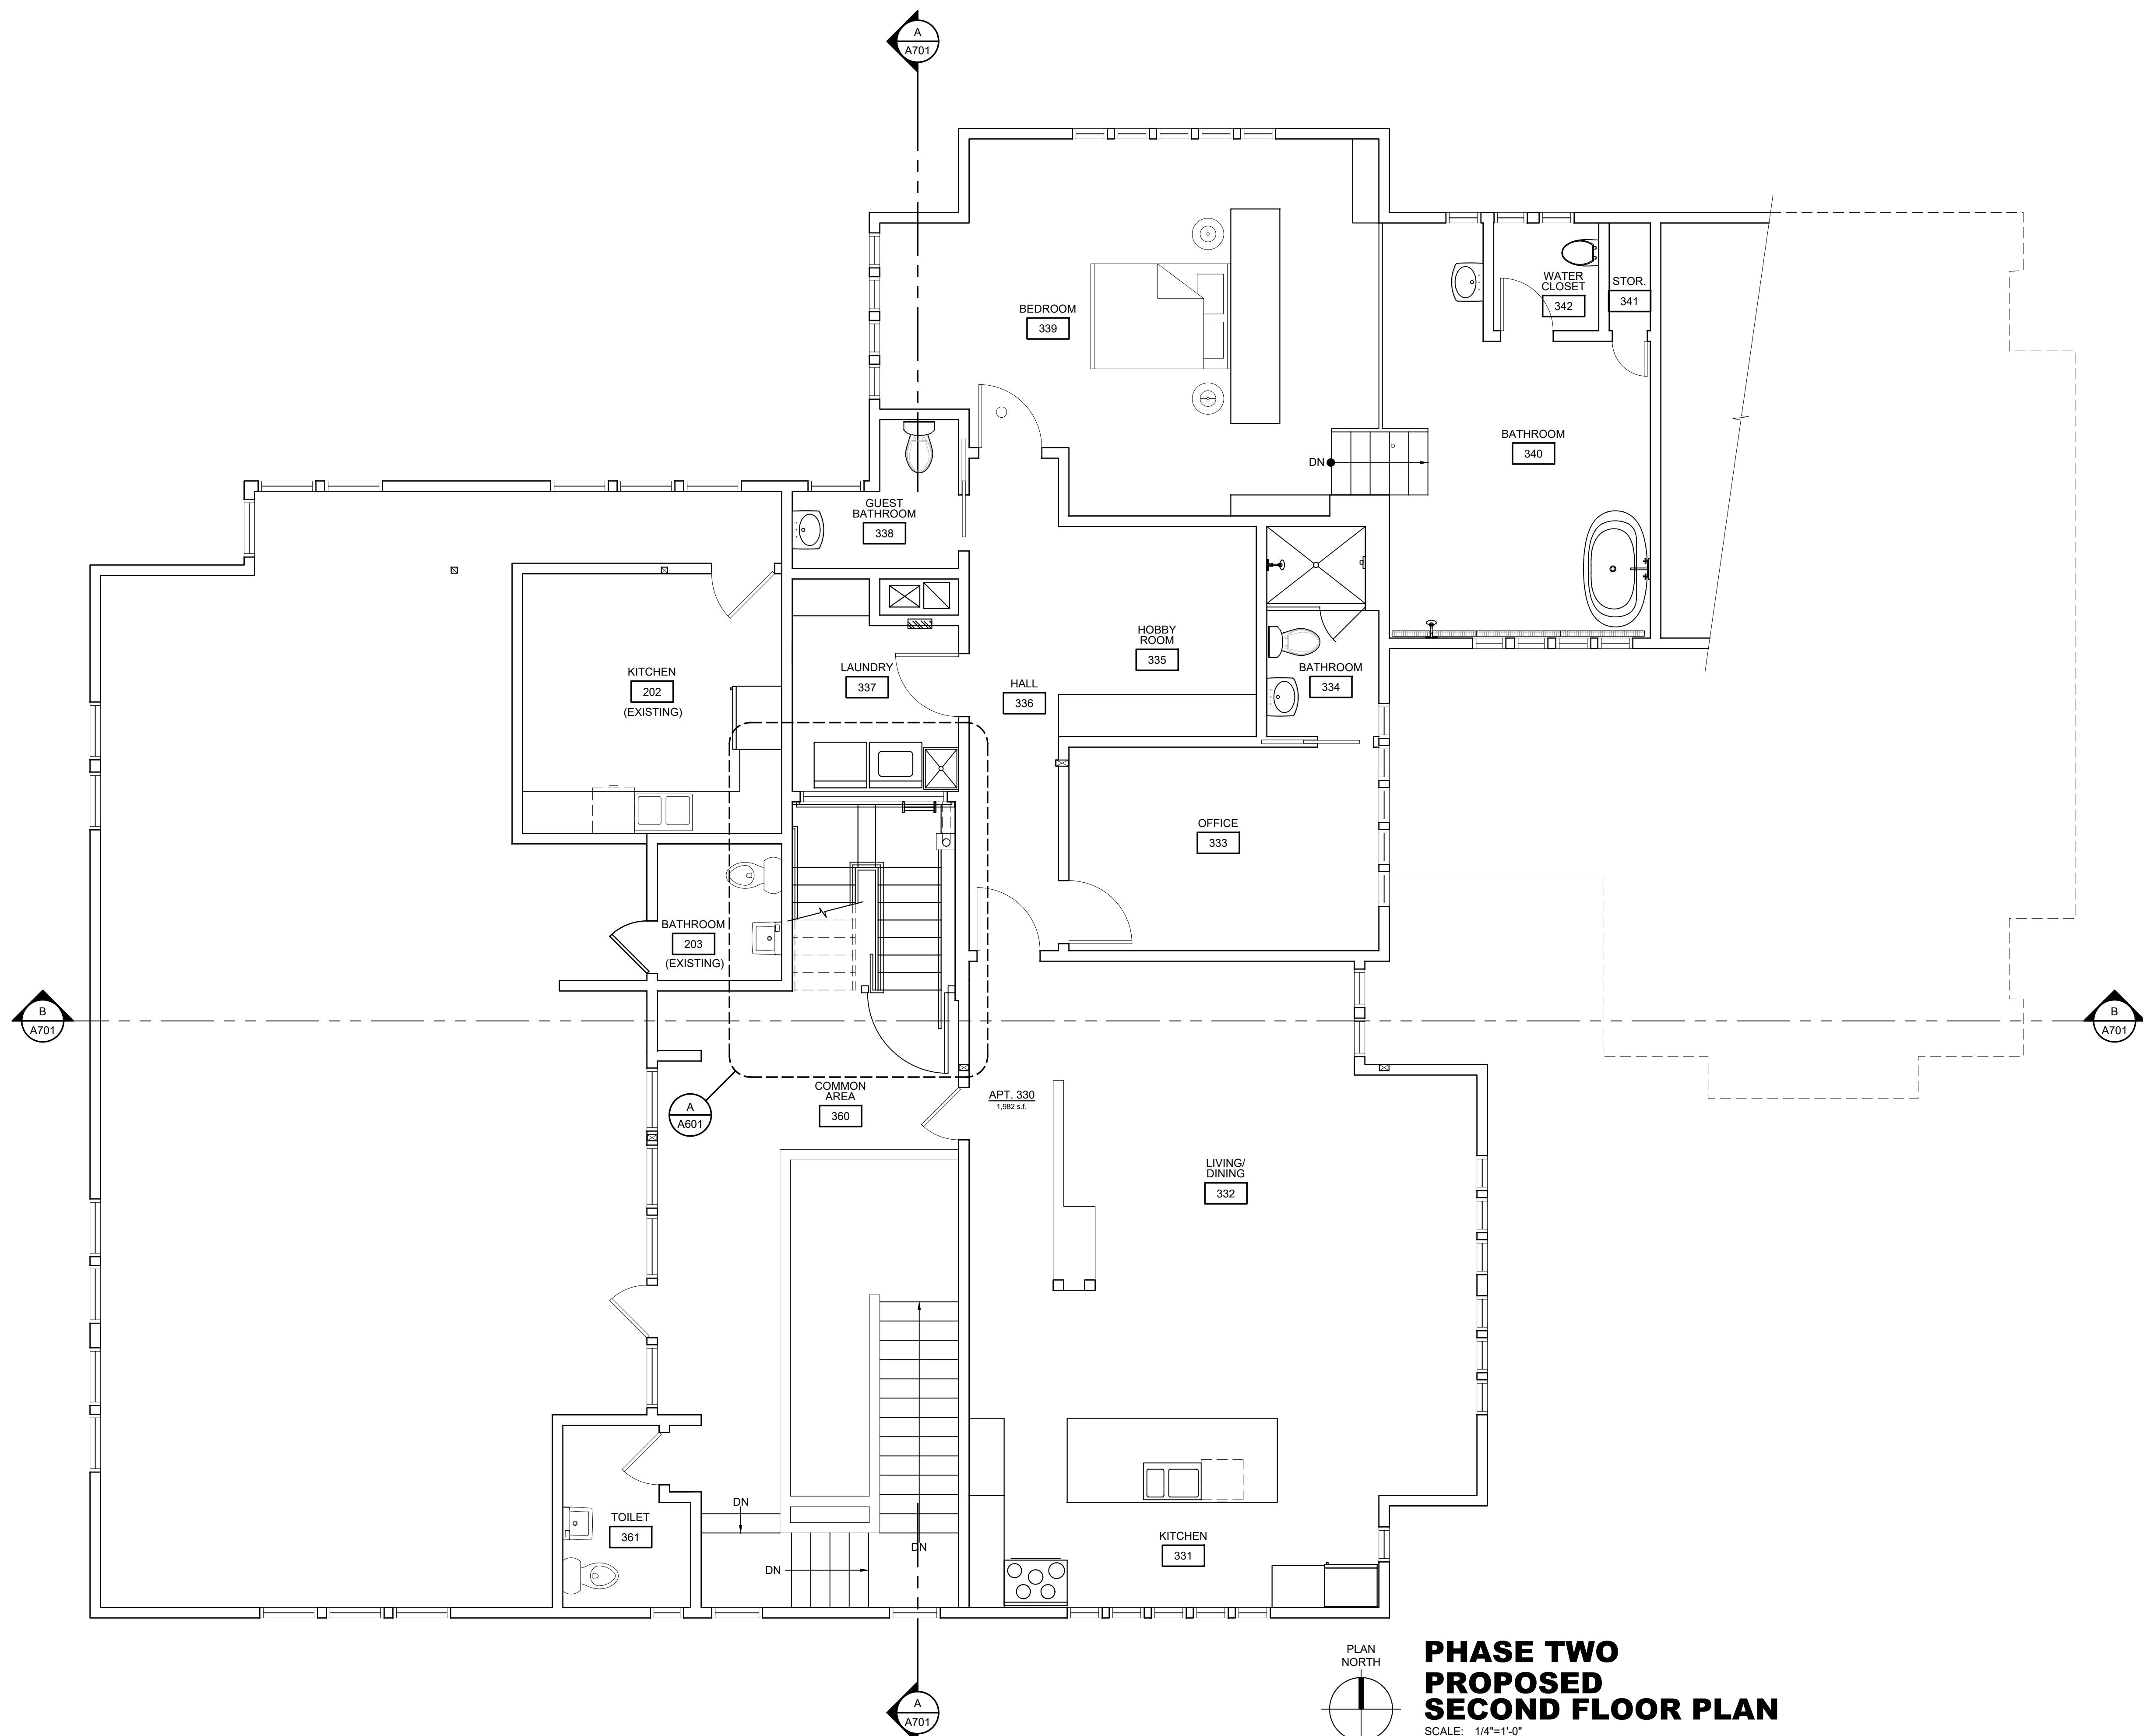 A
A701
BEDROOM
339
WATER
CLOSET
342
STOR.
341
BATHROOM
340
DN
GUEST
BATHROOM
338
HOBBY
ROOM
335
KITCHEN
202
(EXISTING)
LAUNDRY
337
HALL
336
BATHROOM
334
OFFICE
333
BATHROOM
203
(EXISTING)
B
A701
B
A701
COMMON
AREA
360
A
A601
APT. 330
1,982 s.f.
LIVING/
DINING
332
DN
TOILET
361
DN
DN
KITCHEN
331
A
A701
PLAN
NORTH
PHASE TWO
PROPOSED
SECOND FLOOR PLAN
SCALE: 1/4"=1'-0"